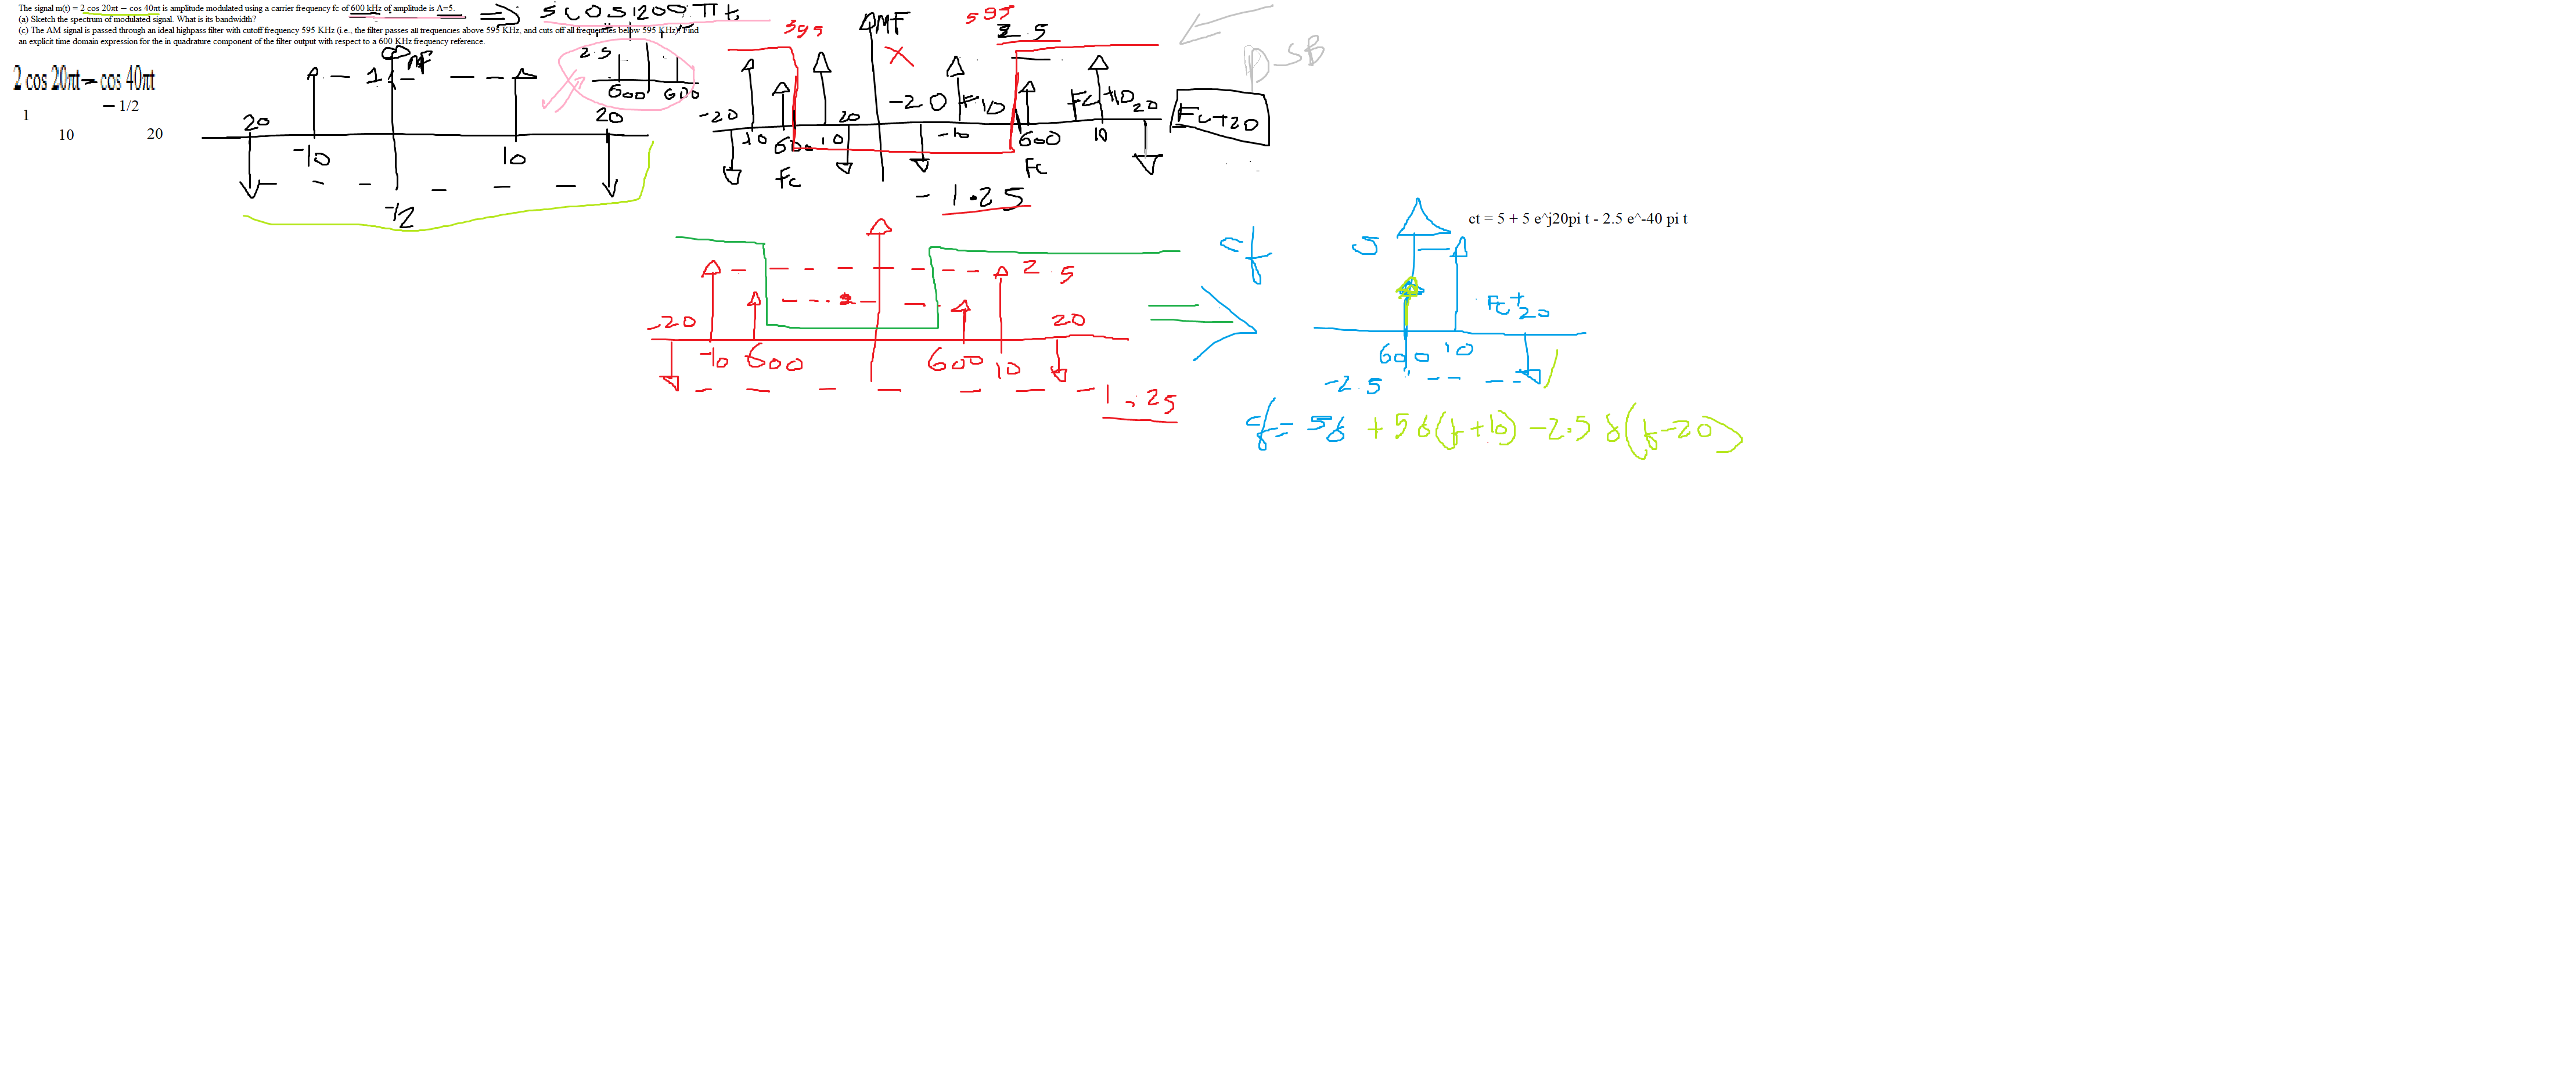 The signal m(t) = 2 cos 20πt − cos 40πt is amplitude modulated using a carrier frequency fc of 600 kHz of amplitude is A=5.
(a) Sketch the spectrum of modulated signal. What is its bandwidth?
(c) The AM signal is passed through an ideal highpass filter with cutoff frequency 595 KHz (i.e., the filter passes all frequencies above 595 KHz, and cuts off all frequencies below 595 KHz). Find
an explicit time domain expression for the in quadrature component of the filter output with respect to a 600 KHz frequency reference.
⇒ 5 cos 1200 π t
2 cos 20πt − cos 40πt
1
− 1/2
10
20
MF
1
20
-10
10
20
-1/2
2.5
600
600
595
MF
595
2.5
DSB
-20
10
600
10
20
Fc
-20
F 10
-10
600
Fc
Fc+10
10
20
Fc+20
- 1.25
2.5
-20
-10
600
600
10
20
-1.25
cf
5
Fc+20
600
10
-2.5
ct = 5 + 5 e^j20pi t - 2.5 e^-40 pi t
cf = 5δ + 5δ(f+10) -2.5 δ(f-20)